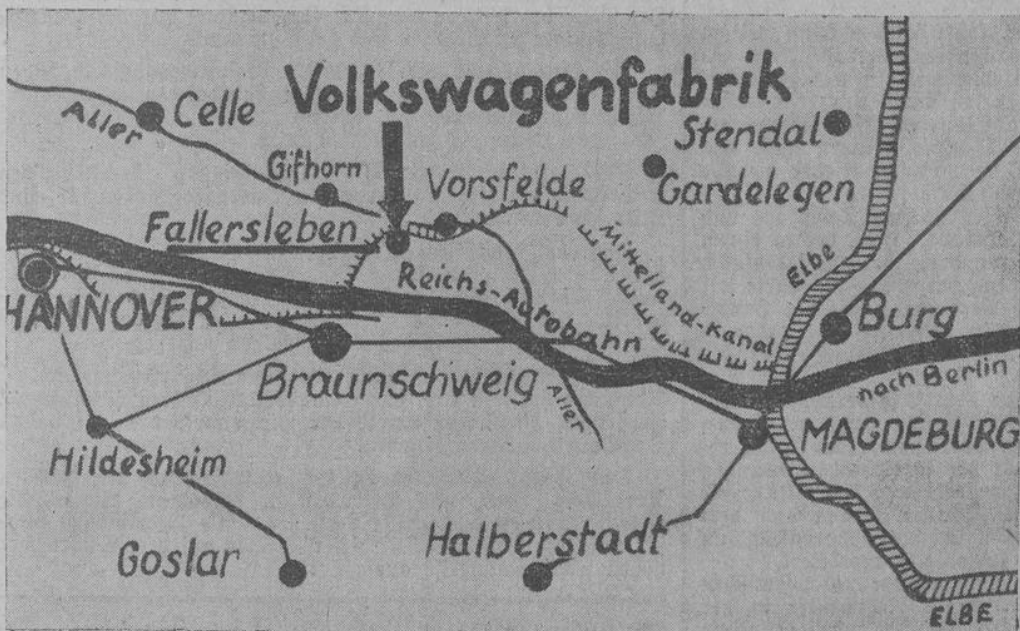 Volkswagenfabrik
Aller
Celle
Stendal
Gifhorn
Vorsfelde
Gardelegen
Fallersleben
Mittelland-Kanal
Elbe
Reichs-Autobahn
HANNOVER
Burg
Braunschweig
nach Berlin
Aller
MAGDEBURG
Hildesheim
Halberstadt
Goslar
ELBE